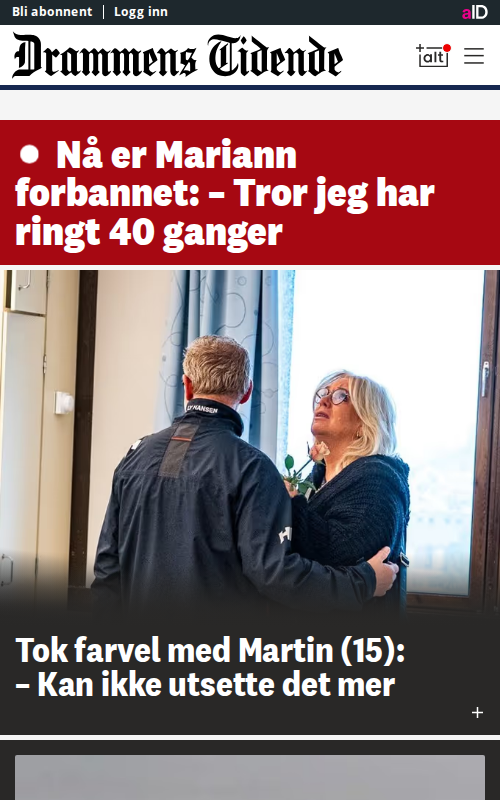 Bli abonnent | Logg inn
aID
Drammens Tidende
+alt
Nå er Mariann
forbannet: – Tror jeg har
ringt 40 ganger
LY HANSEN
H
Tok farvel med Martin (15):
– Kan ikke utsette det mer
+